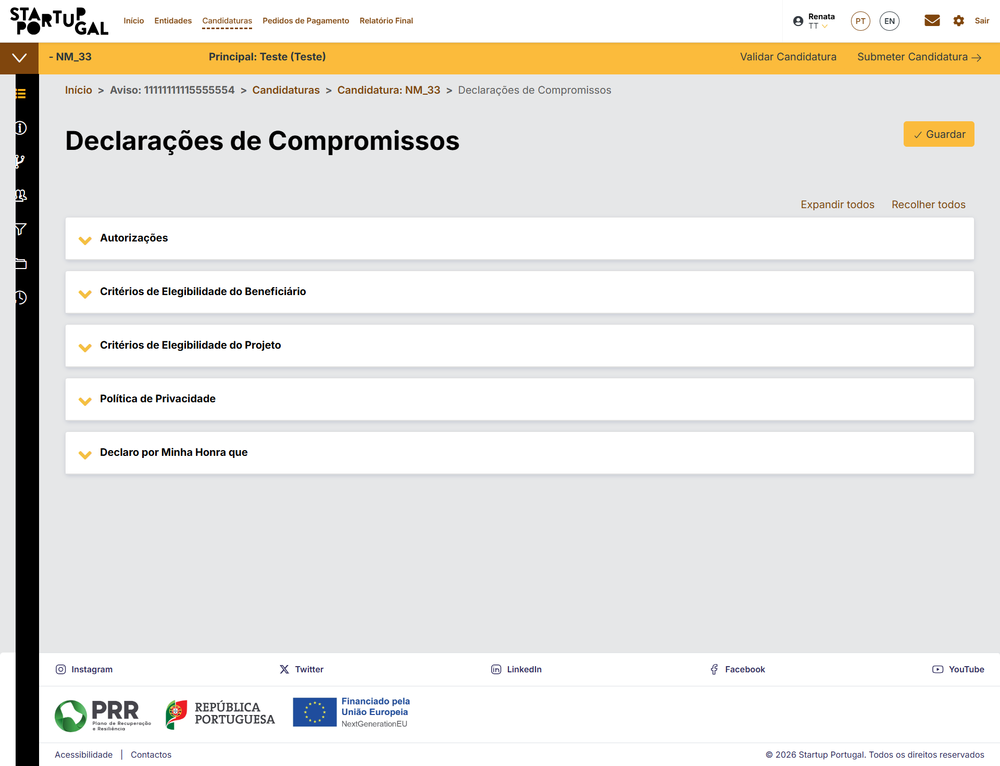 STARTUP
PORTUGAL
Início
Entidades
Candidaturas
Pedidos de Pagamento
Relatório Final
Renata
TT
PT
EN
Sair
- NM_33
Principal: Teste (Teste)
Validar Candidatura
Submeter Candidatura
Início > Aviso: 11111111115555554 > Candidaturas > Candidatura: NM_33 > Declarações de Compromissos
Declarações de Compromissos
Guardar
Expandir todos
Recolher todos
Autorizações
Critérios de Elegibilidade do Beneficiário
Critérios de Elegibilidade do Projeto
Política de Privacidade
Declaro por Minha Honra que
Instagram
Twitter
LinkedIn
Facebook
YouTube
PRR
Plano de Recuperação
e Resiliência
REPÚBLICA
PORTUGUESA
Financiado pela
União Europeia
NextGenerationEU
Acessibilidade | Contactos
© 2026 Startup Portugal. Todos os direitos reservados